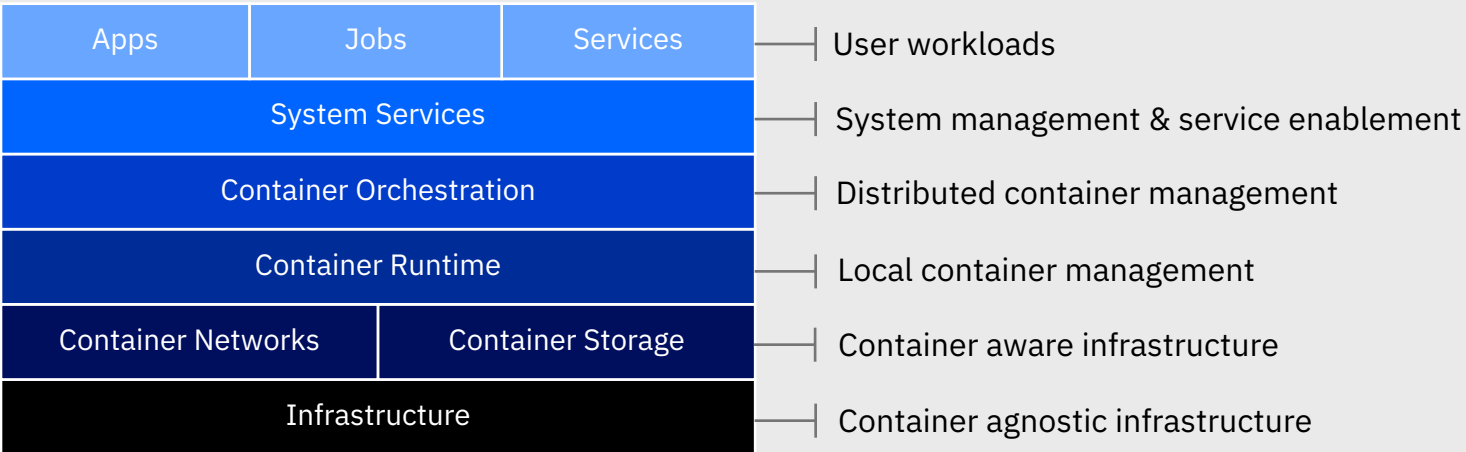 Apps Jobs Services User workloads
System Services System management & service enablement
Container Orchestration Distributed container management
Container Runtime Local container management
Container Networks Container Storage Container aware infrastructure
Infrastructure Container agnostic infrastructure